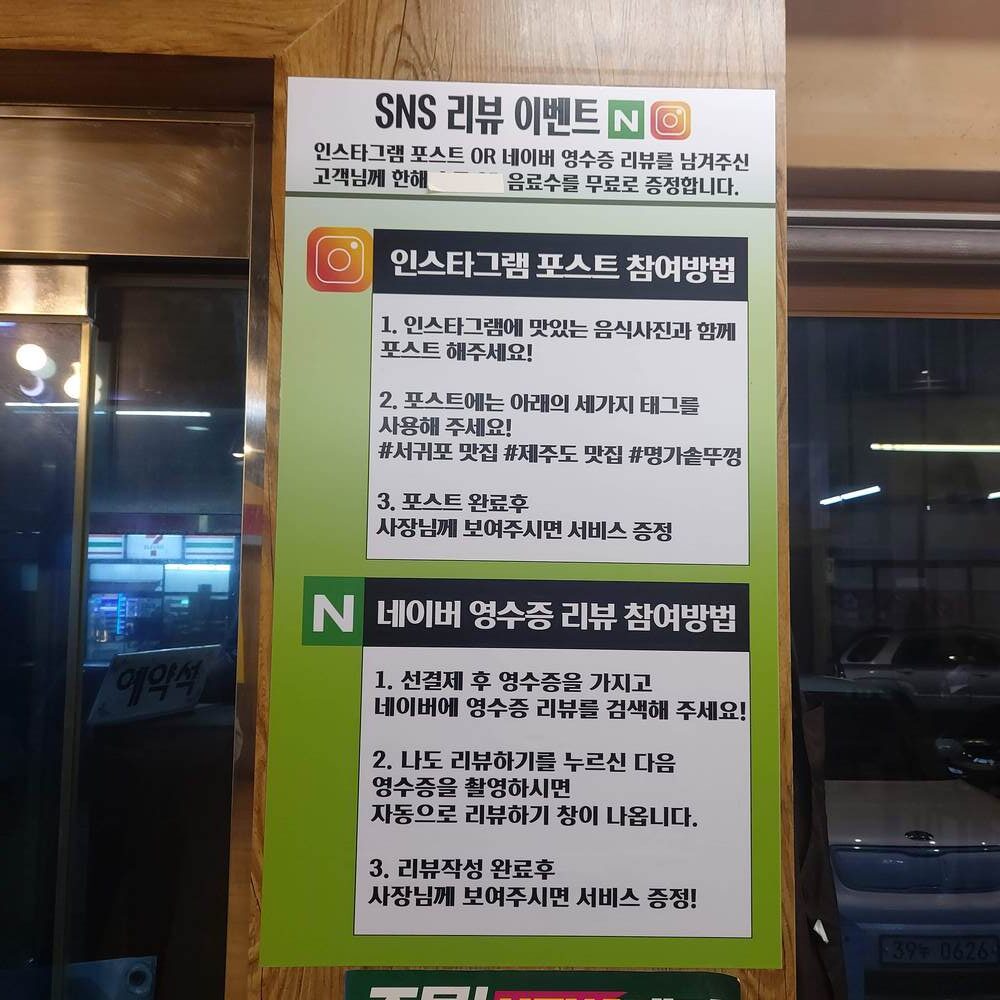 SNS 리뷰 이벤트 N
인스타그램 포스트 OR 네이버 영수증 리뷰를 남겨주신
고객님께 한해 음료수를 무료로 증정합니다.
인스타그램 포스트 참여방법
1. 인스타그램에 맛있는 음식사진과 함께
포스트 해주세요!
2. 포스트에는 아래의 세가지 태그를
사용해 주세요!
#서귀포 맛집 #제주도 맛집 #명가솥뚜껑
3. 포스트 완료후
사장님께 보여주시면 서비스 증정
N 네이버 영수증 리뷰 참여방법
1. 선결제 후 영수증을 가지고
네이버에 영수증 리뷰를 검색해 주세요!
2. 나도 리뷰하기를 누르신 다음
영수증을 촬영하시면
자동으로 리뷰하기 창이 나옵니다.
3. 리뷰작성 완료후
사장님께 보여주시면 서비스 증정!
예약석
7
ELEVEN